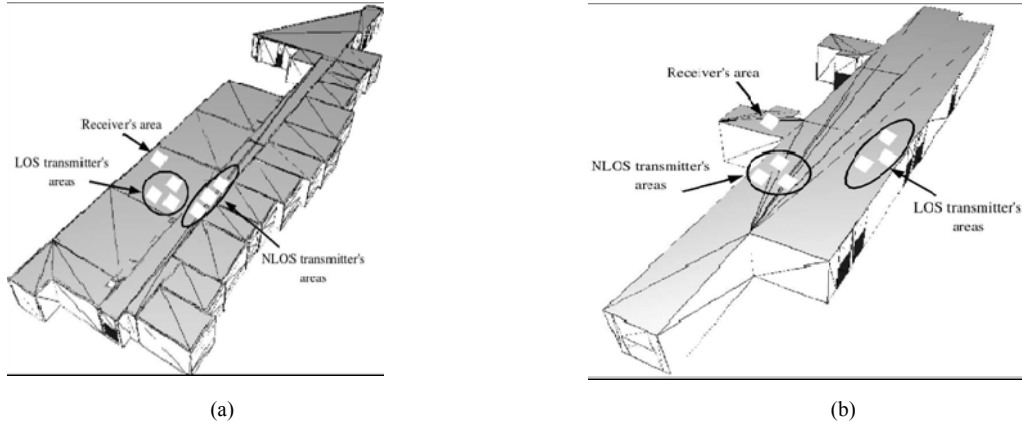 Receiver's area
LOS transmitter's
areas
NLOS transmitter's
areas
(a)
Receiver's area
NLOS transmitter's
areas
LOS transmitter's
areas
(b)